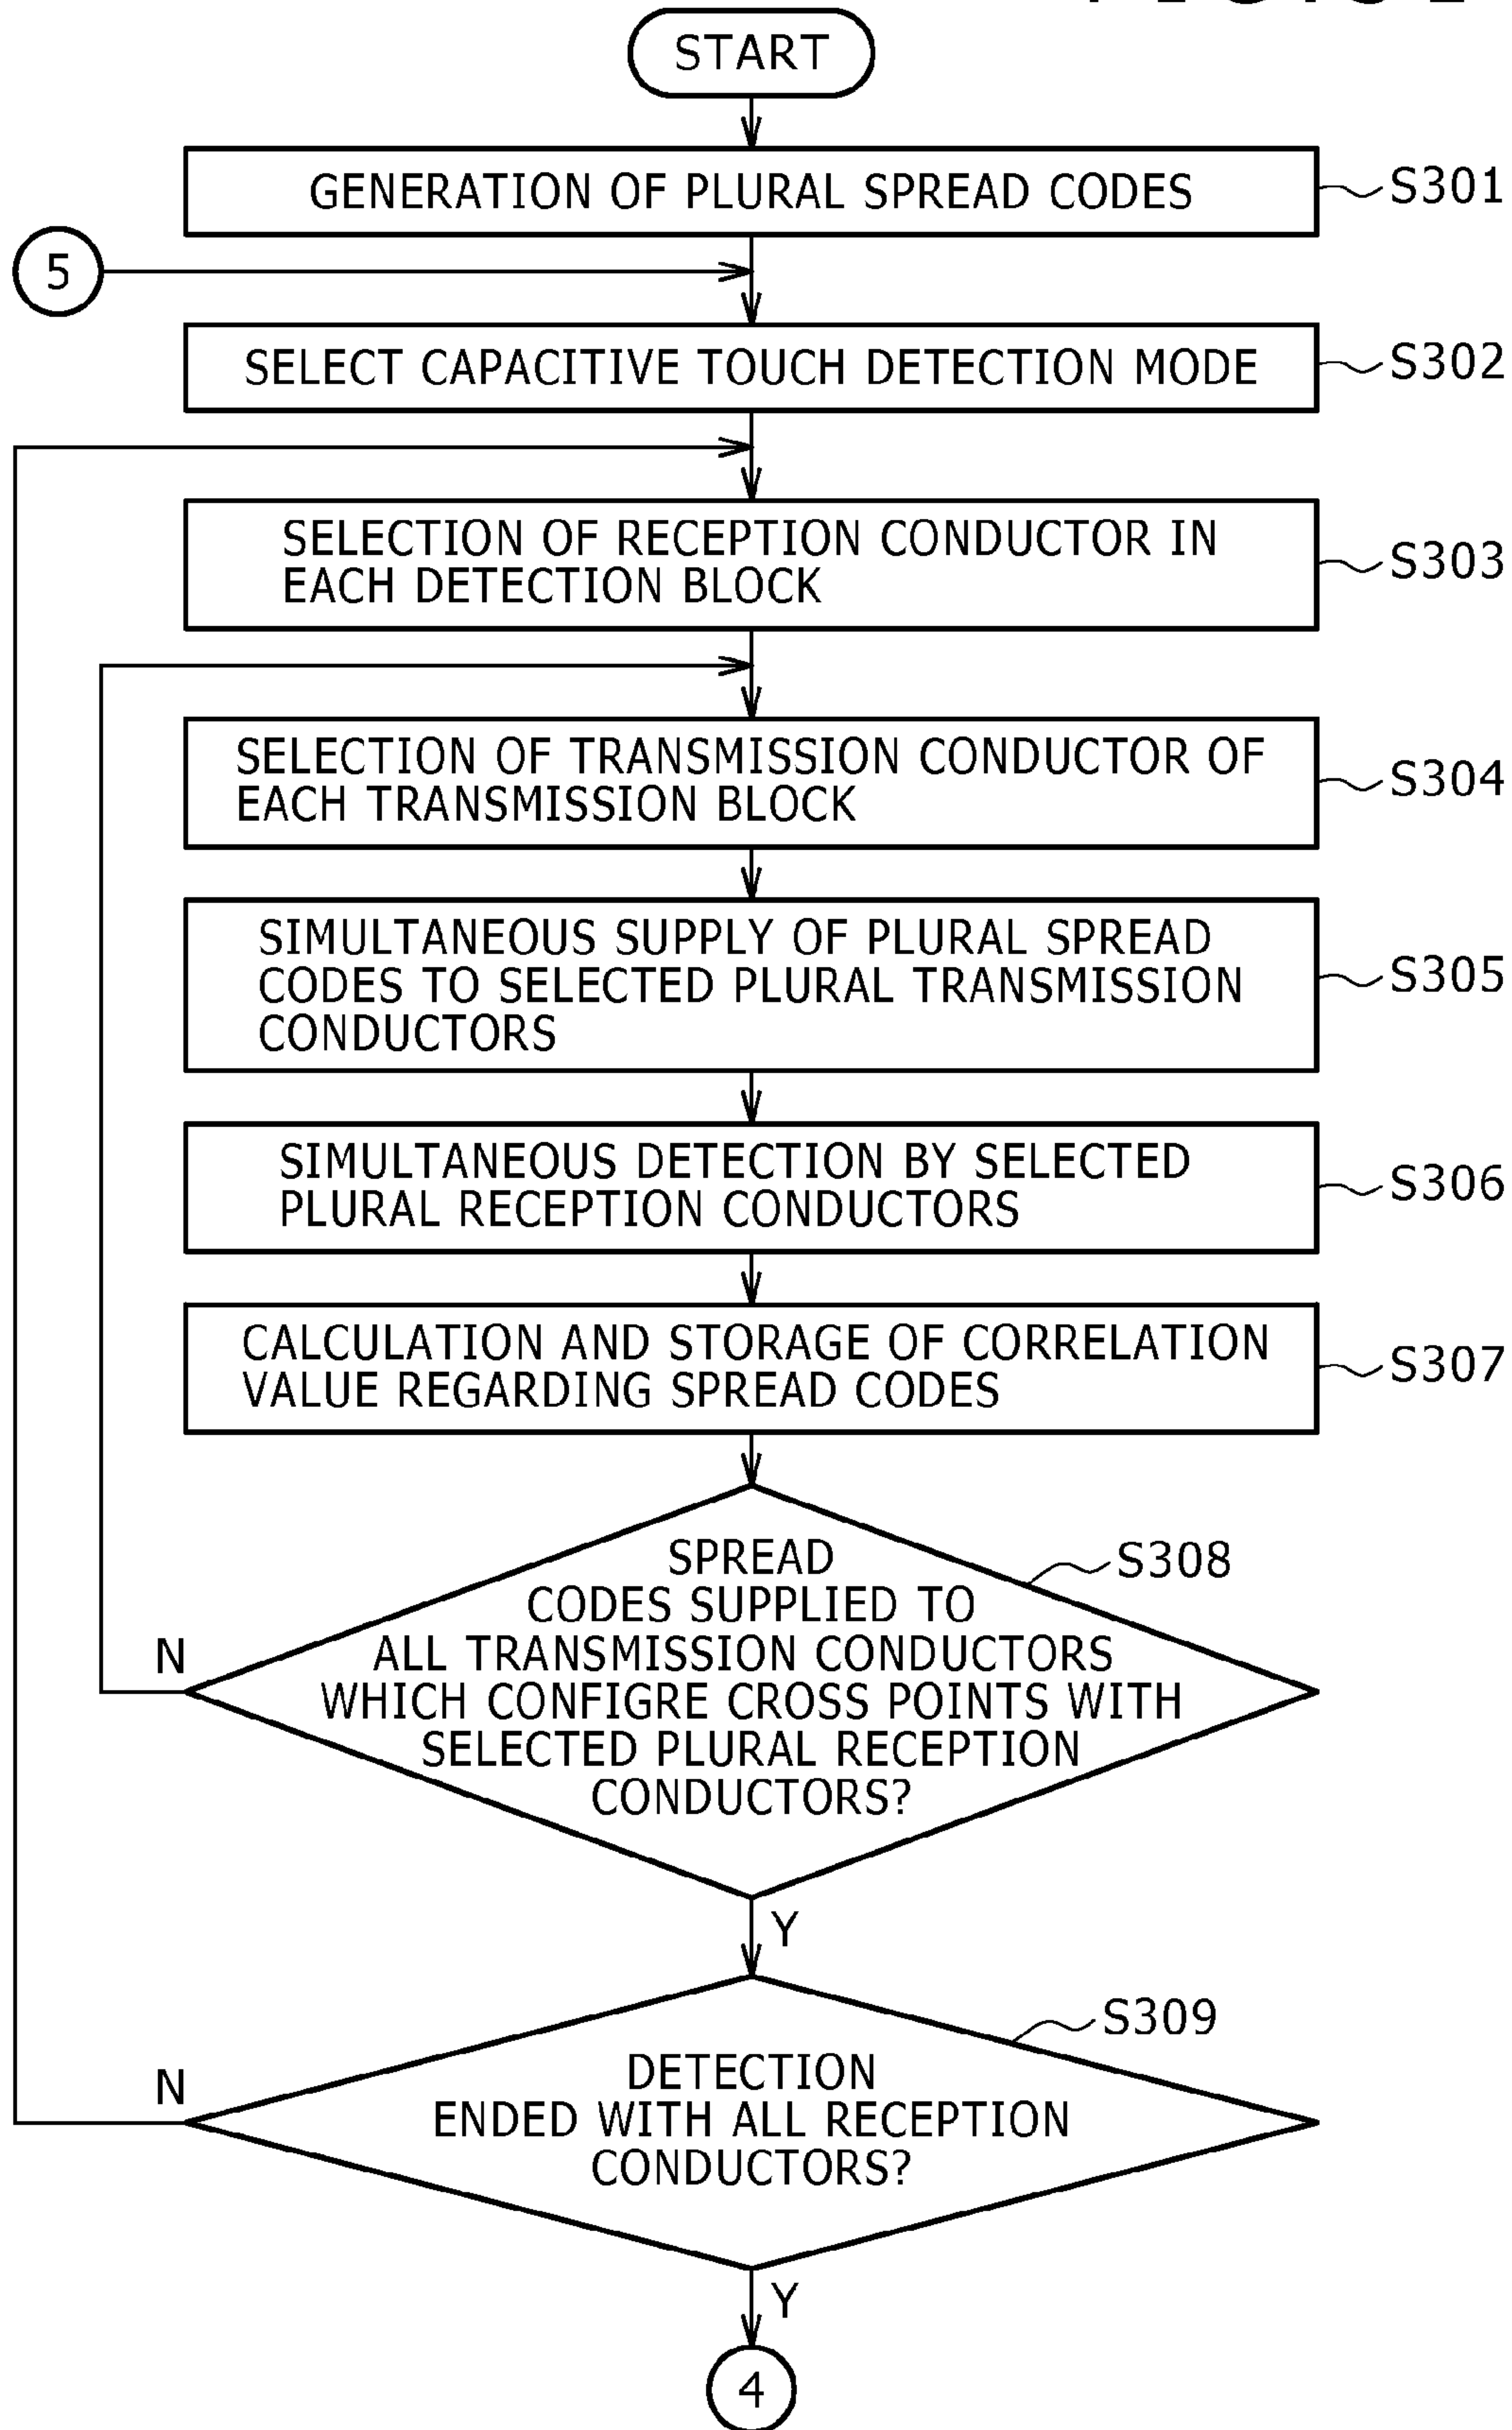 START
GENERATION OF PLURAL SPREAD CODES
S301
5
SELECT CAPACITIVE TOUCH DETECTION MODE
S302
SELECTION OF RECEPTION CONDUCTOR IN
EACH DETECTION BLOCK
S303
SELECTION OF TRANSMISSION CONDUCTOR OF
EACH TRANSMISSION BLOCK
S304
SIMULTANEOUS SUPPLY OF PLURAL SPREAD
CODES TO SELECTED PLURAL TRANSMISSION
CONDUCTORS
S305
SIMULTANEOUS DETECTION BY SELECTED
PLURAL RECEPTION CONDUCTORS
S306
CALCULATION AND STORAGE OF CORRELATION
VALUE REGARDING SPREAD CODES
S307
SPREAD
CODES SUPPLIED TO
ALL TRANSMISSION CONDUCTORS
WHICH CONFIGRE CROSS POINTS WITH
SELECTED PLURAL RECEPTION
CONDUCTORS?
S308
N
Y
DETECTION
ENDED WITH ALL RECEPTION
CONDUCTORS?
S309
N
Y
4